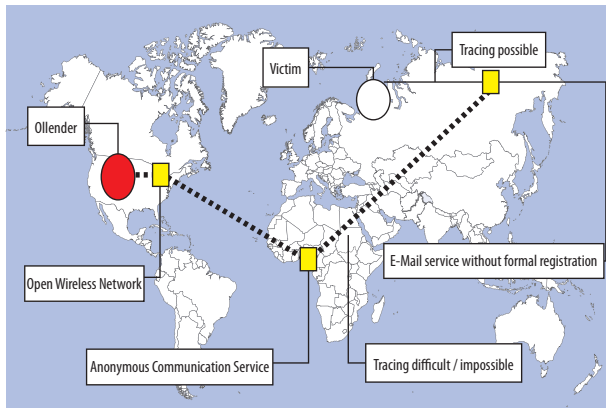 Tracing possible
Victim
Ollender
E-Mail service without formal registration
Open Wireless Network
Anonymous Communication Service
Tracing difficult / impossible